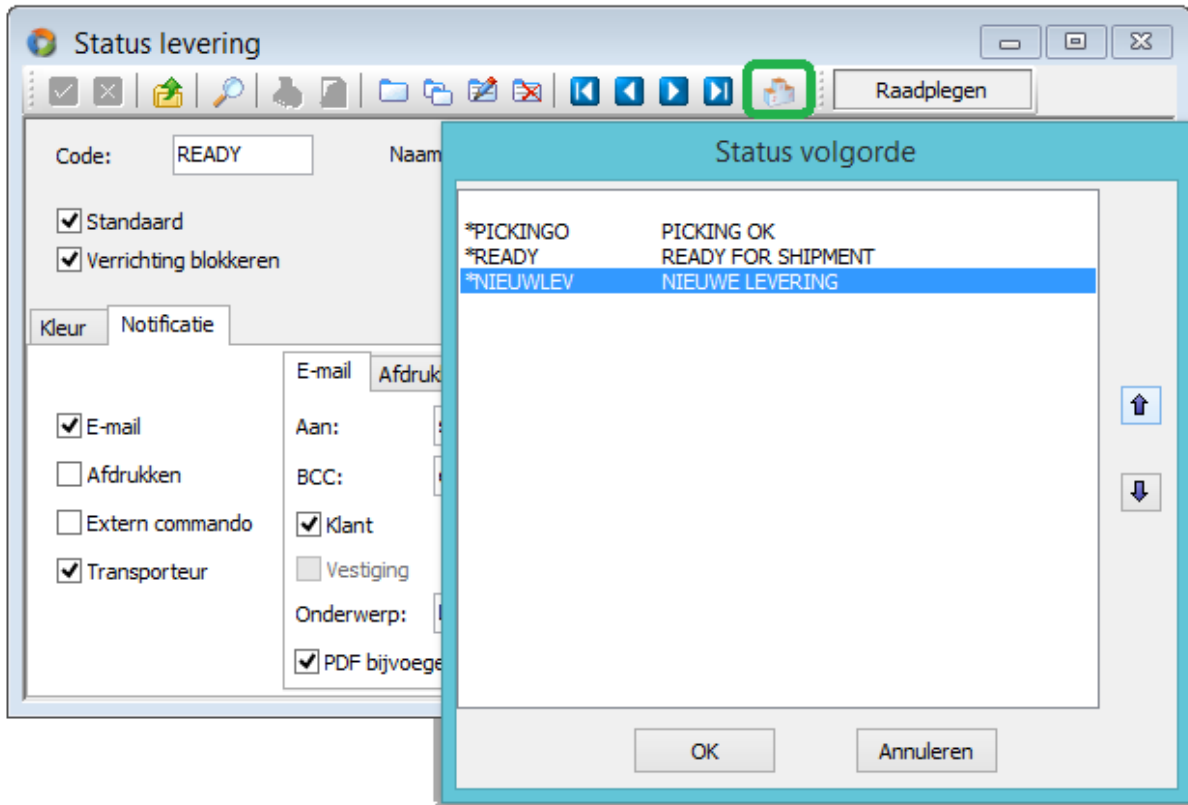 Status levering
Raadplegen
Code: READY Naam
Status volgorde
Standaard
Verrichting blokkeren
*PICKINGO PICKING OK
*READY READY FOR SHIPMENT
*NIEUWLEV NIEUWE LEVERING
Kleur Notificatie
E-mail Afdruk
E-mail Aan:
Afdrukken BCC:
Extern commando Klant
Transporteur Vestiging
Onderwerp:
PDF bijvoege
OK Annuleren